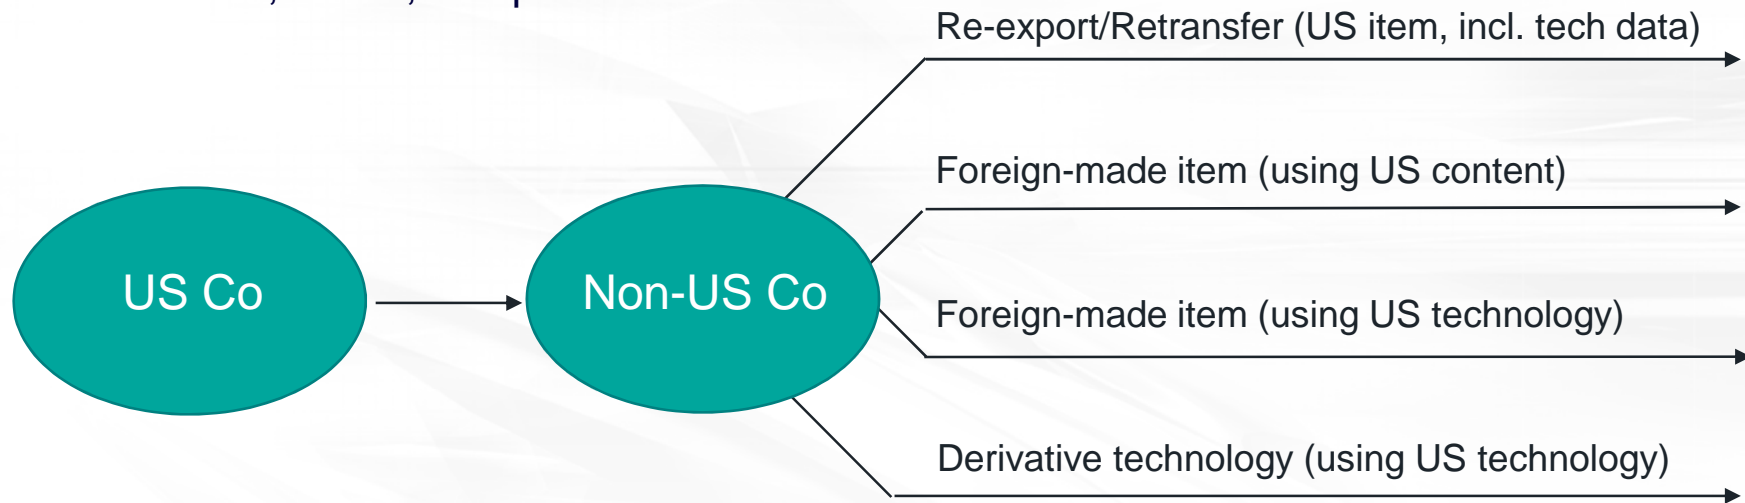 Re-export/Retransfer (US item, incl. tech data)
Foreign-made item (using US content)
US Co
Non-US Co
Foreign-made item (using US technology)
Derivative technology (using US technology)